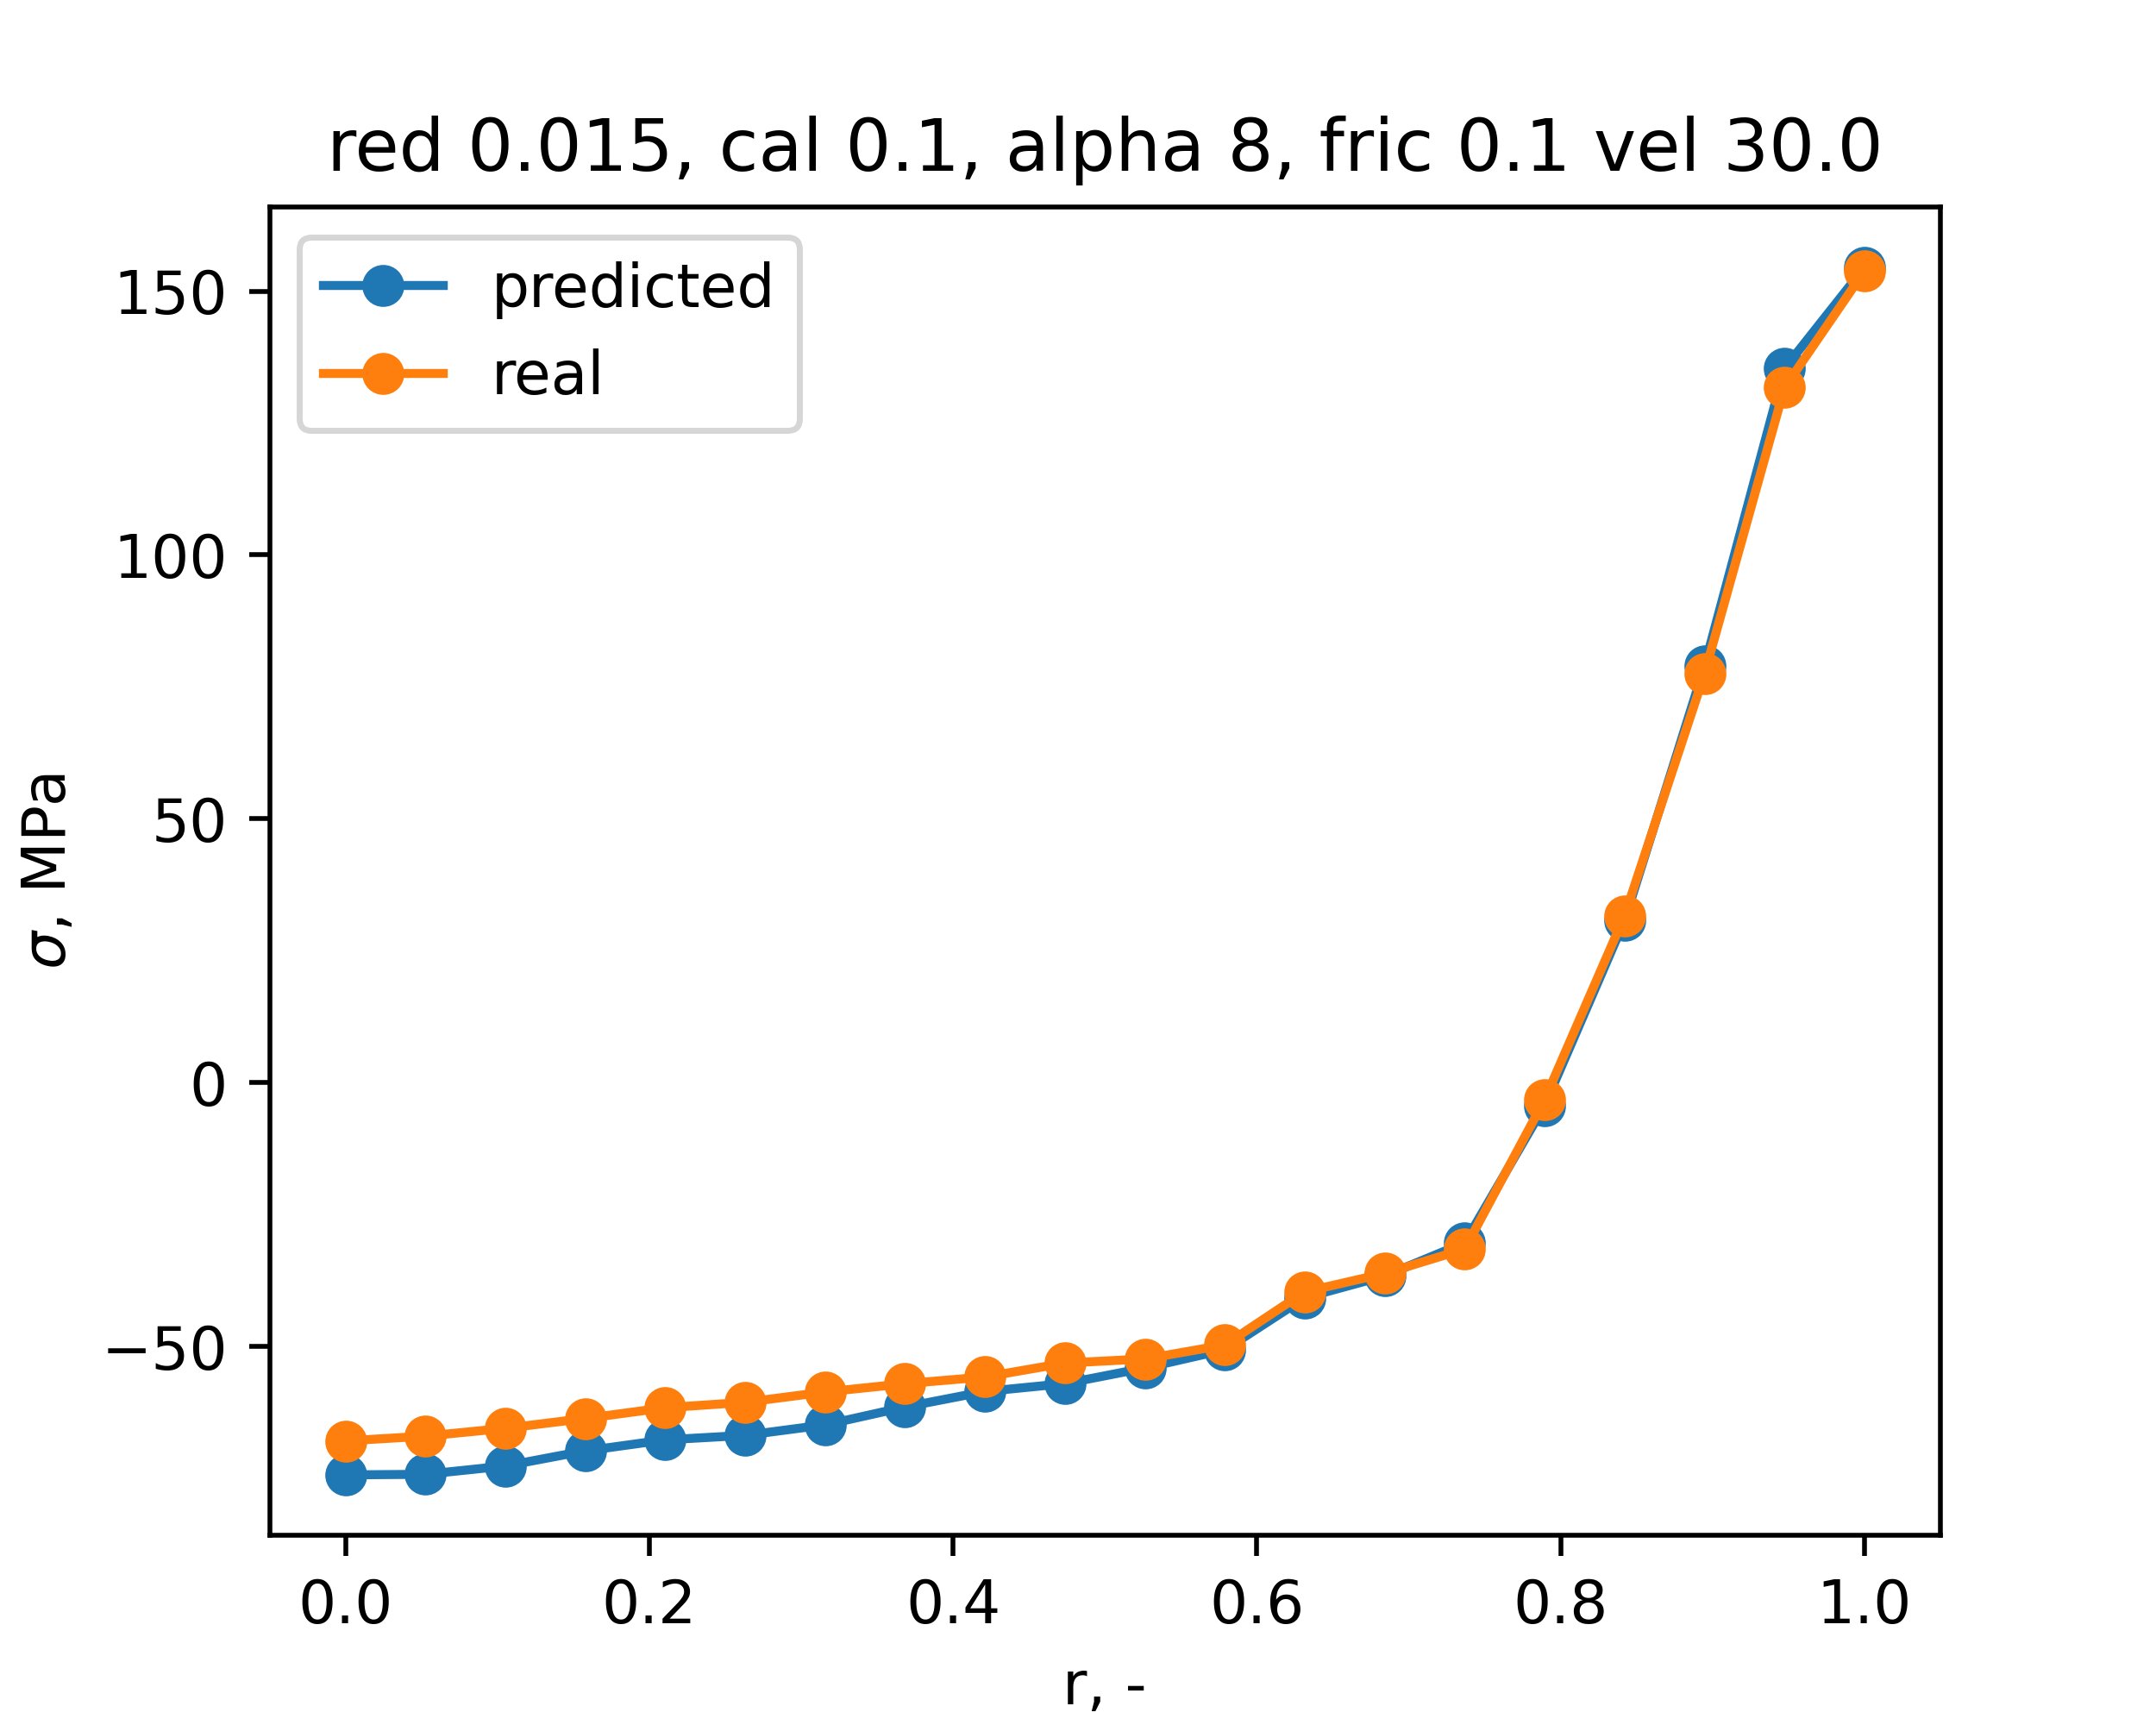 red 0.015, cal 0.1, alpha 8, fric 0.1 vel 30.0
predicted
real
150
100
50
0
−50
σ, MPa
0.0 0.2 0.4 0.6 0.8 1.0
r, -